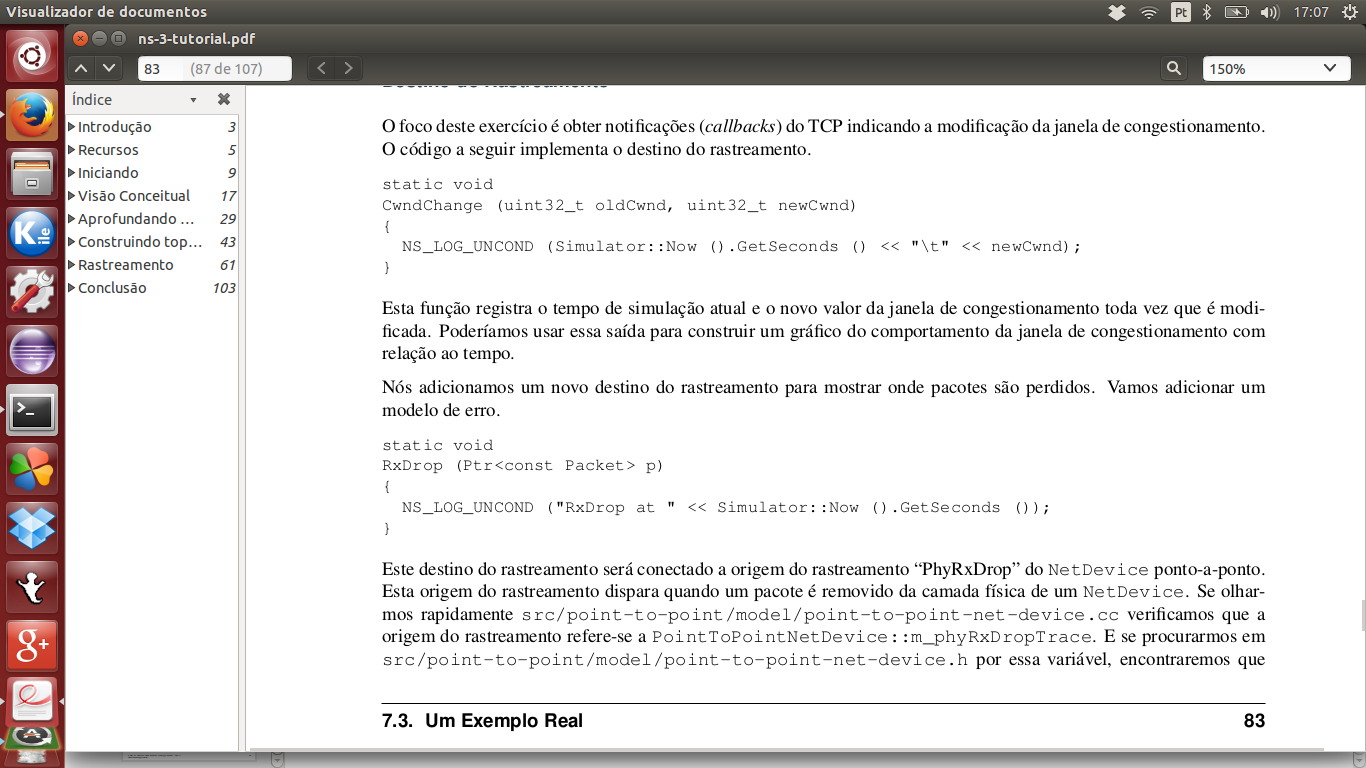 Visualizador de documentos
Pt
17:07
ns-3-tutorial.pdf
83 (87 de 107)
150%
Índice
Introdução 3
Recursos 5
Iniciando 9
Visão Conceitual 17
Aprofundando ... 29
Construindo top... 43
Rastreamento 61
Conclusão 103
Destino do Rastreamento
O foco deste exercício é obter notificações (callbacks) do TCP indicando a modificação da janela de congestionamento.
O código a seguir implementa o destino do rastreamento.
static void
CwndChange (uint32_t oldCwnd, uint32_t newCwnd)
{
NS_LOG_UNCOND (Simulator::Now ().GetSeconds () << "\t" << newCwnd);
}
Esta função registra o tempo de simulação atual e o novo valor da janela de congestionamento toda vez que é modi-
ficada. Poderíamos usar essa saída para construir um gráfico do comportamento da janela de congestionamento com
relação ao tempo.
Nós adicionamos um novo destino do rastreamento para mostrar onde pacotes são perdidos. Vamos adicionar um
modelo de erro.
static void
RxDrop (Ptr<const Packet> p)
{
NS_LOG_UNCOND ("RxDrop at " << Simulator::Now ().GetSeconds ());
}
Este destino do rastreamento será conectado a origem do rastreamento “PhyRxDrop” do NetDevice ponto-a-ponto.
Esta origem do rastreamento dispara quando um pacote é removido da camada física de um NetDevice. Se olhar-
mos rapidamente src/point-to-point/model/point-to-point-net-device.cc verificamos que a
origem do rastreamento refere-se a PointToPointNetDevice::m_phyRxDropTrace. E se procurarmos em
src/point-to-point/model/point-to-point-net-device.h por essa variável, encontraremos que
7.3. Um Exemplo Real 83
Kile
g+